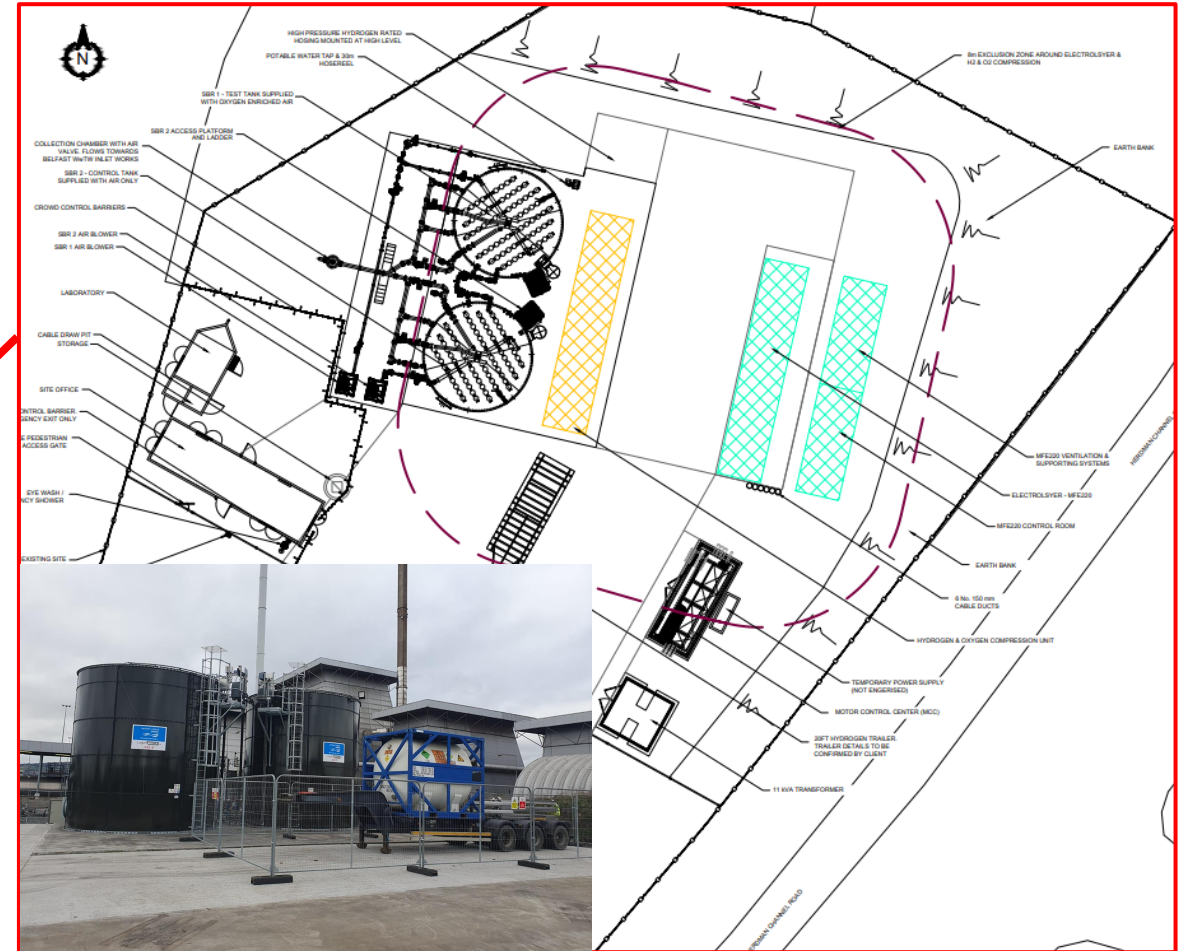 N
HIGH PRESSURE HYDROGEN RATED
HOSING MOUNTED AT HIGH LEVEL
POTABLE WATER TAP & 30m
HOSEREEL
SBR 1 - TEST TANK SUPPLIED
WITH OXYGEN ENRICHED AIR
SBR 2 ACCESS PLATFORM
AND LADDER
COLLECTION CHAMBER WITH AIR
VALVE. FLOWS TOWARDS
BELFAST WwTW INLET WORKS
SBR 2 - CONTROL TANK
SUPPLIED WITH AIR ONLY
CROWD CONTROL BARRIERS
SBR 2 AIR BLOWER
SBR 1 AIR BLOWER
LABORATORY
CABLE DRAW PIT
STORAGE
SITE OFFICE
ONTROL BARRIER.
GENCY EXIT ONLY
E PEDESTRIAN
ACCESS GATE
EYE WASH /
NCY SHOWER
EXISTING SITE
8m EXCLUSION ZONE AROUND ELECTROLSYER &
H2 & O2 COMPRESSION
EARTH BANK
HERDMAN CHANNEL
MFE220 VENTILATION &
SUPPORTING SYSTEMS
ELECTROLSYER - MFE220
MFE220 CONTROL ROOM
EARTH BANK
6 No. 150 mm
CABLE DUCTS
HYDROGEN & OXYGEN COMPRESSION UNIT
TEMPORARY POWER SUPPLY
(NOT ENGERISED)
MOTOR CONTROL CENTER (MCC)
20FT HYDROGEN TRAILER.
TRAILER DETAILS TO BE
CONFIRMED BY CLIENT
11 kVA TRANSFORMER
ERDMAN CHANNEL ROAD